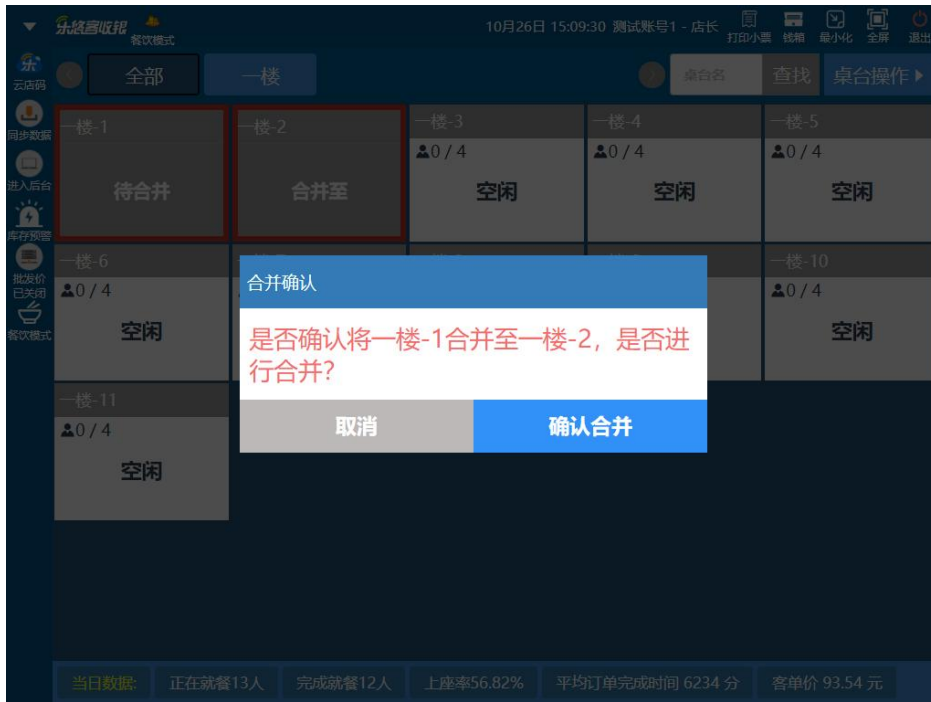 乐络客收银 餐饮模式 10月26日 15:09:30 测试账号1 - 店长 打印小票 钱箱 最小化 全屏 退出
云店码
全部 一楼 桌台名 查找 桌台操作
同步数据
进入后台
库存预警
批发价
已关闭
餐饮模式
一楼-1 一楼-2 一楼-3 一楼-4 一楼-5
0 / 4 0 / 4 0 / 4
待合并 合并至 空闲 空闲 空闲
一楼-6 一楼-10
0 / 4 0 / 4
空闲 空闲
合并确认
是否确认将一楼-1合并至一楼-2，是否进
行合并？
取消 确认合并
一楼-11
0 / 4
空闲
当日数据: 正在就餐13人 完成就餐12人 上座率56.82% 平均订单完成时间 6234 分 客单价 93.54 元